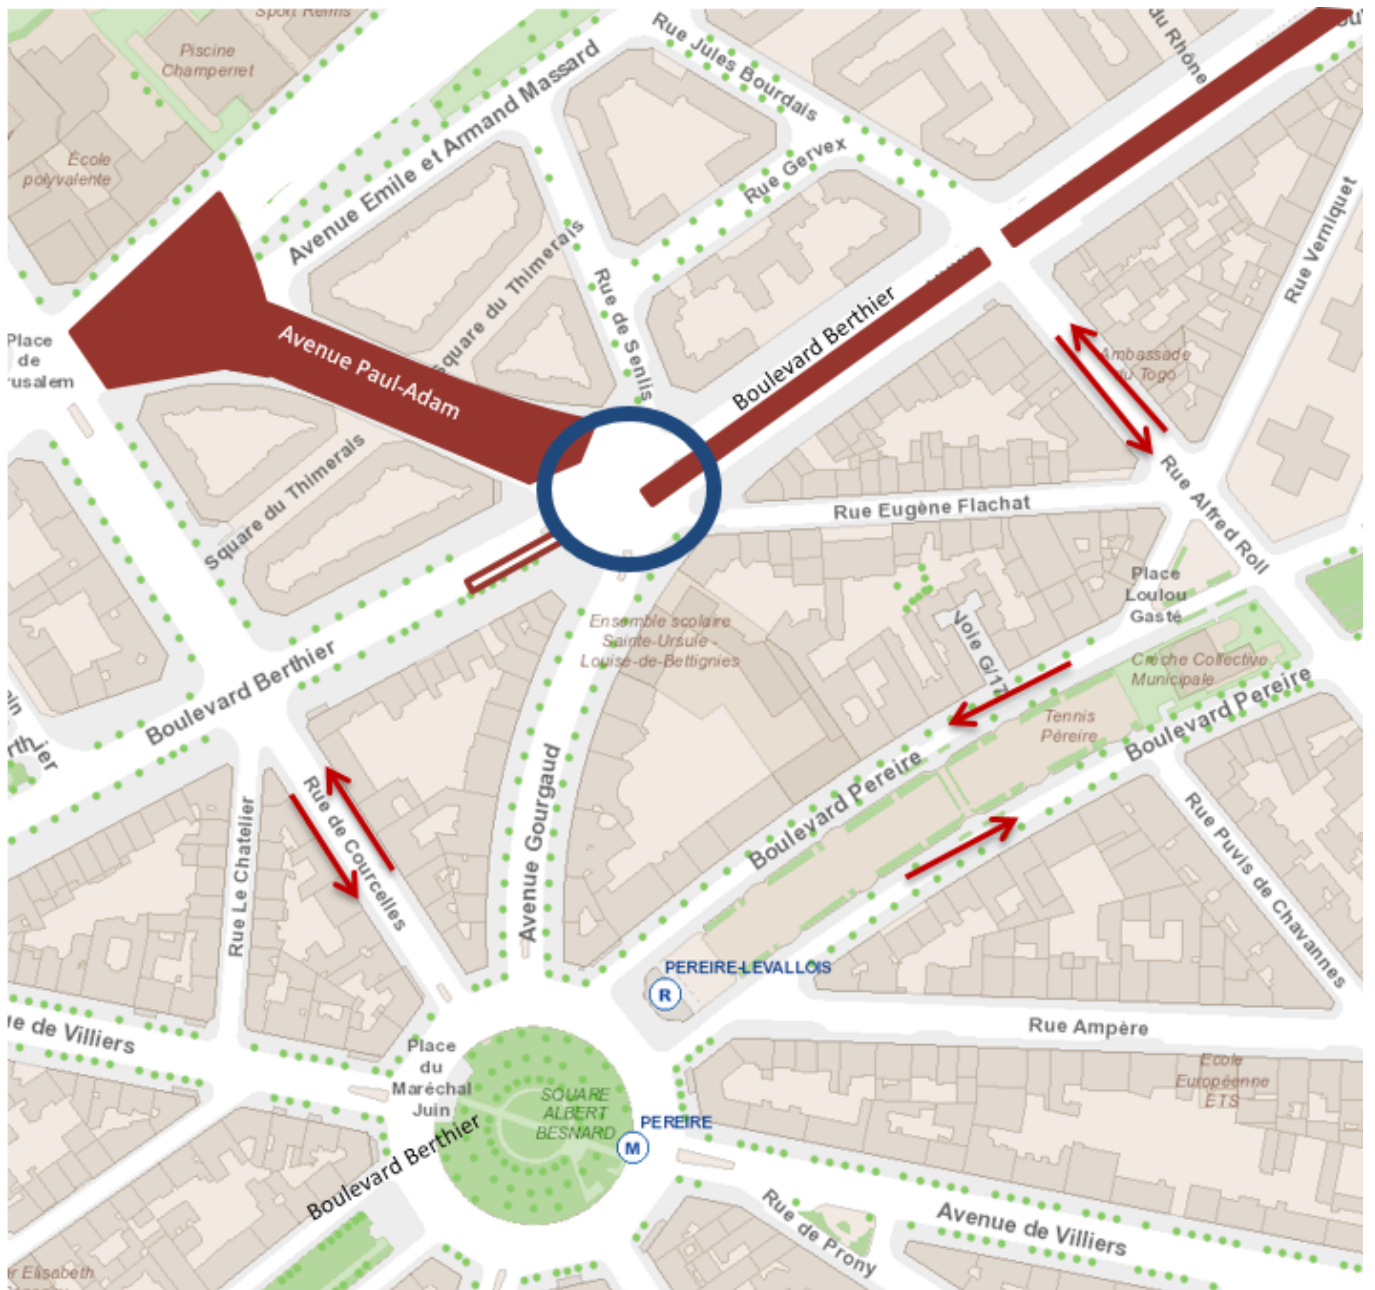 Sport Reims
Piscine
Champerret
École
polyvalente
Avenue Emile et Armand Massard
Rue Jules Bourdais
Rue Gervex
du Rhône
Rue Verniquet
Square du Thimerais
Rue de Senlis
Avenue Paul-Adam
Boulevard Berthier
Place
de
rusalem
Square du Thimerais
Ambassade
du Togo
Rue Alfred Roll
Rue Eugène Flachat
Place
Loulou
Gasté
Voie G/17
Ensemble scolaire
Sainte-Ursule -
Louise-de-Bettignies
Crèche Collective
Municipale
Tennis
Péreire
Boulevard Pereire
Boulevard Pereire
Boulevard Berthier
Rue Le Chatelier
Rue de Courcelles
Avenue Gourgaud
Rue Puvis de Chavannes
PEREIRE-LEVALLOIS
R
Rue Ampère
ue de Villiers
Place
du
Maréchal
Juin
SQUARE
ALBERT
BESNARD
PEREIRE
M
Ecole
Européenne
ETS
Boulevard Berthier
Rue de Prony
Avenue de Villiers
r Elisabeth